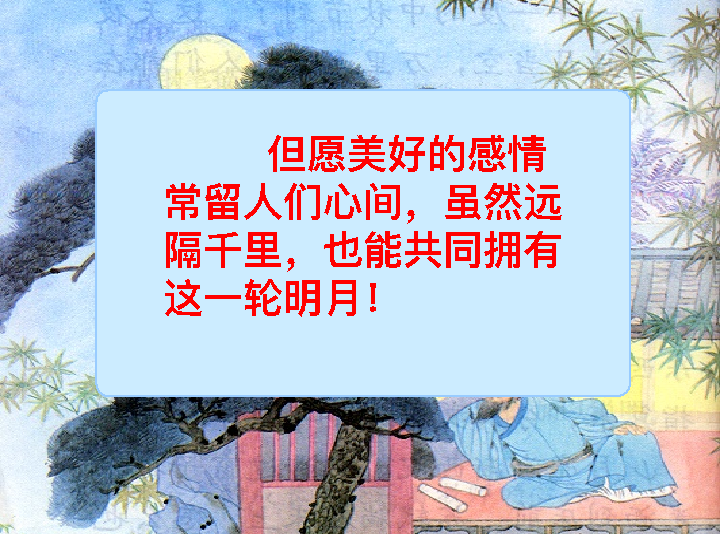 但愿美好的感情
常留人们心间，虽然远
隔千里，也能共同拥有
这一轮明月！